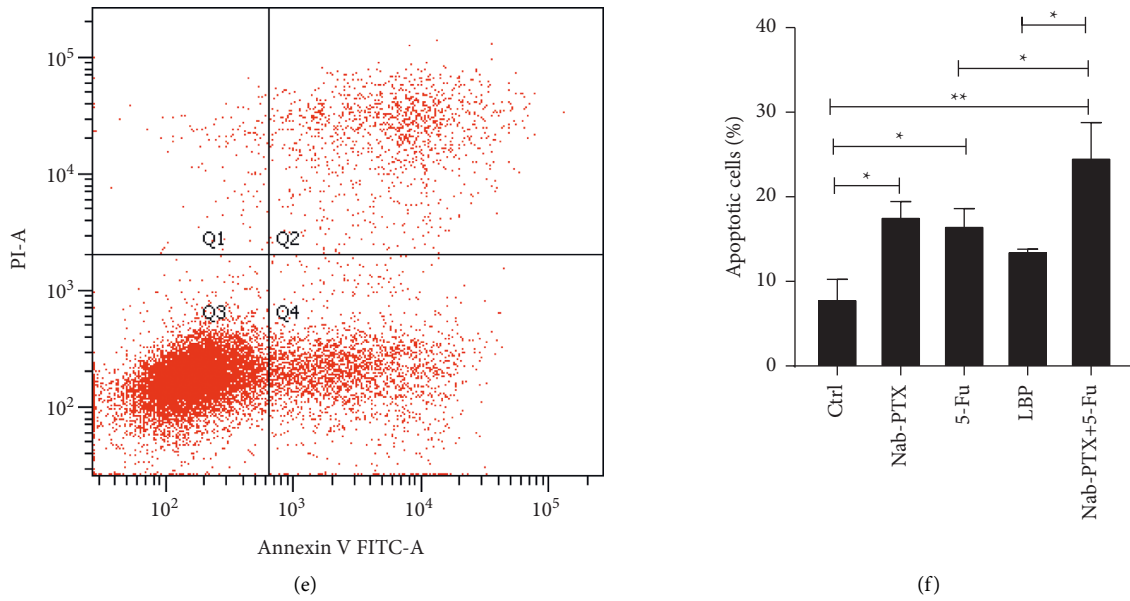 10⁵
10⁴
10³
10²
PI-A
Q1 Q2
Q3 Q4
10² 10³ 10⁴ 10⁵
Annexin V FITC-A
(e)
40
30
20
10
0
Apoptotic cells (%)
*
*
**
*
*
Ctrl
Nab-PTX
5-Fu
LBP
Nab-PTX+5-Fu
(f)